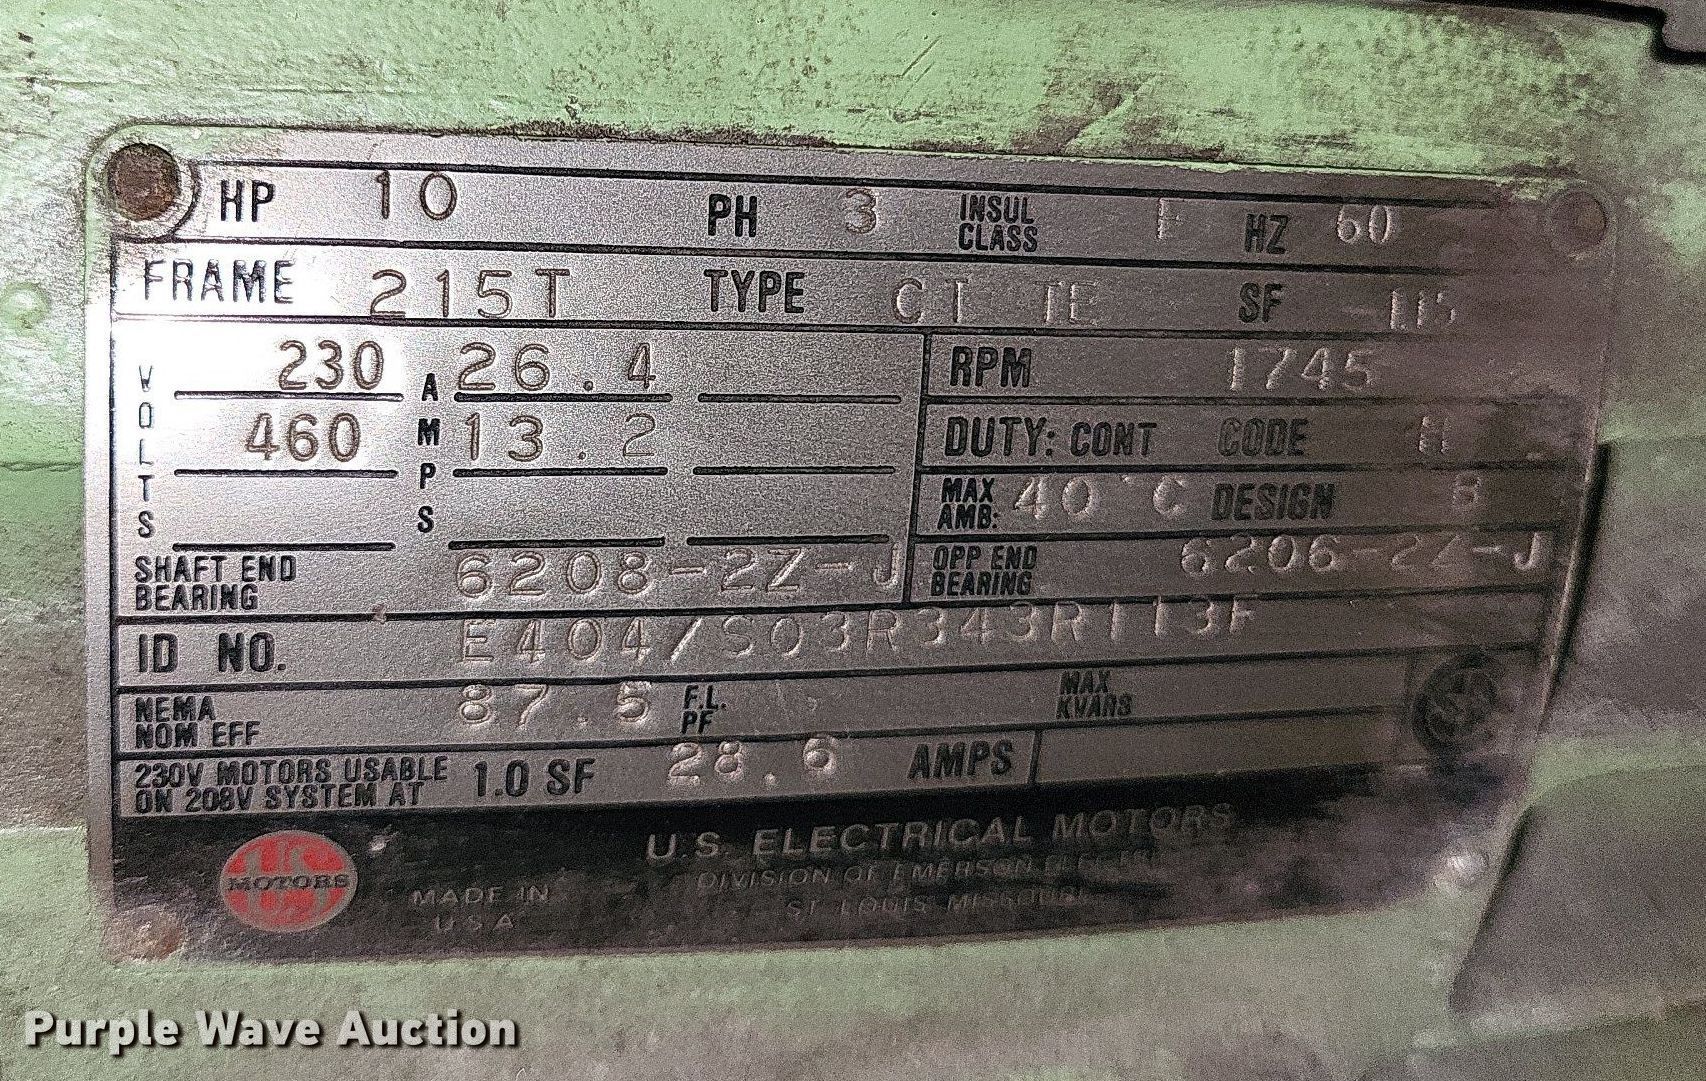 HP 10 PH 3 INSUL CLASS F HZ 60
FRAME 215T TYPE CT TE SF 1.15
VOLTS 230 AMPS 26.4
460 13.2
RPM 1745
DUTY: CONT CODE H
MAX AMB: 40°C DESIGN B
SHAFT END BEARING 6208-2Z-J OPP END BEARING 6206-2Z-J
ID NO. E404/S03R343R113F
NEMA NOM EFF 87.5 F.L. PF MAX KVARS
230V MOTORS USABLE ON 208V SYSTEM AT 1.0 SF 28.6 AMPS
US MOTORS
MADE IN
U S A
U.S. ELECTRICAL MOTORS
DIVISION OF EMERSON
ST. LOUIS MISSOURI
Purple Wave Auction